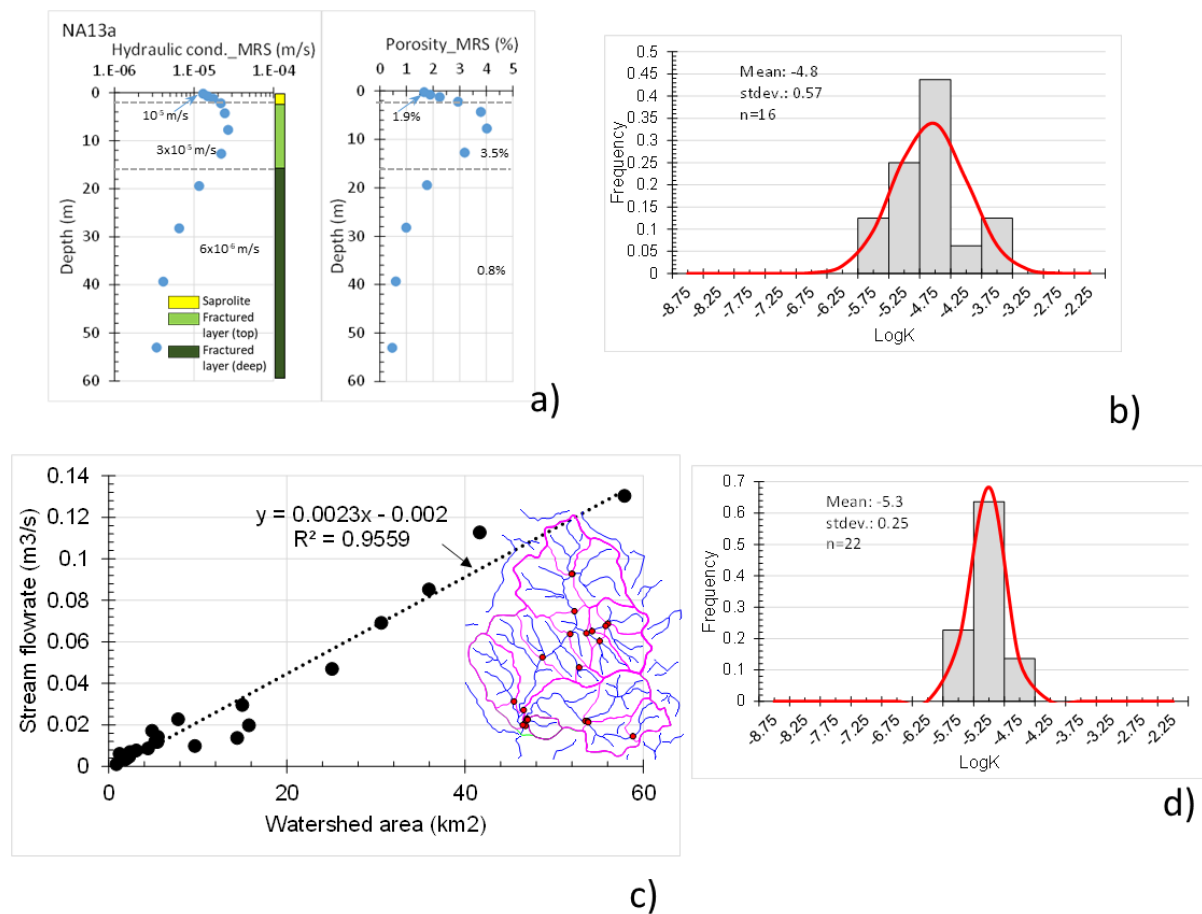 NA13a
Hydraulic cond._MRS (m/s)
1.E-06 1.E-05 1.E-04
0
10
20
30
40
50
60
Depth (m)
10⁻⁵ m/s
3x10⁻⁵ m/s
6x10⁻⁶ m/s
Saprolite
Fractured
layer (top)
Fractured
layer (deep)
Porosity_MRS (%)
0 1 2 3 4 5
0
10
20
30
40
50
60
Depth (m)
1.9%
3.5%
0.8%
a)
0.5
0.45
0.4
0.35
0.3
0.25
0.2
0.15
0.1
0.05
0
Frequency
Mean: -4.8
stdev.: 0.57
n=16
-8.75 -8.25 -7.75 -7.25 -6.75 -6.25 -5.75 -5.25 -4.75 -4.25 -3.75 -3.25 -2.75 -2.25
LogK
b)
0.14
0.12
0.1
0.08
0.06
0.04
0.02
0
Stream flowrate (m3/s)
y = 0.0023x - 0.002
R² = 0.9559
0 20 40 60
Watershed area (km2)
c)
0.7
0.6
0.5
0.4
0.3
0.2
0.1
0
Frequency
Mean: -5.3
stdev.: 0.25
n=22
-8.75 -8.25 -7.75 -7.25 -6.75 -6.25 -5.75 -5.25 -4.75 -4.25 -3.75 -3.25 -2.75 -2.25
LogK
d)